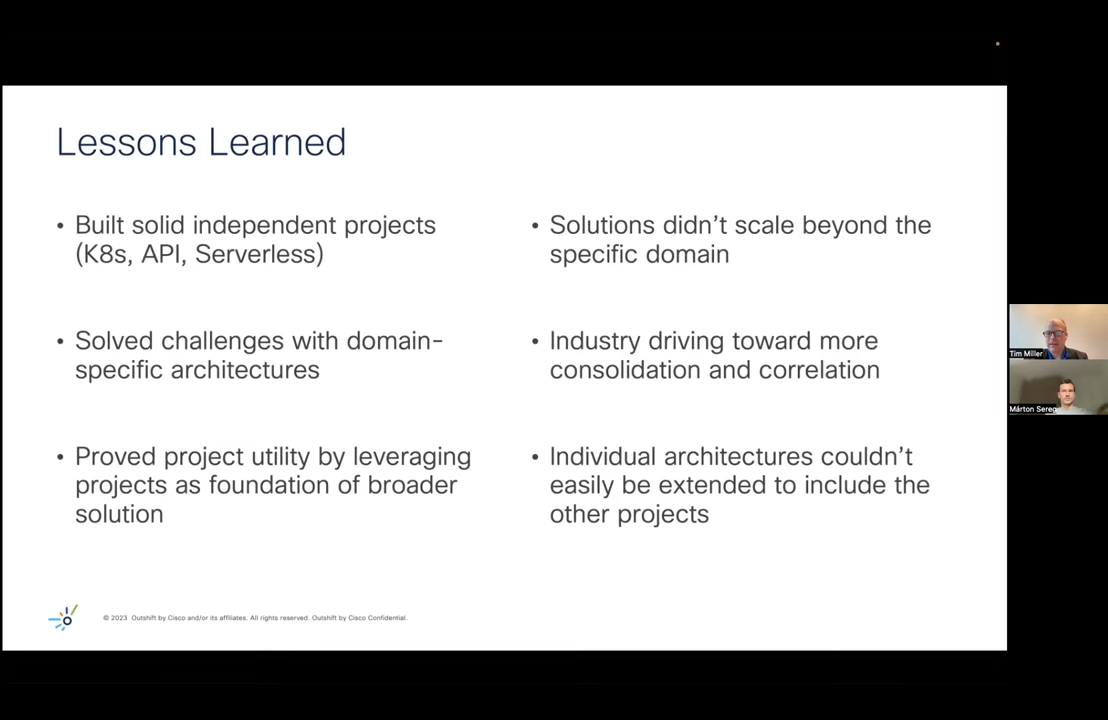 Lessons Learned
• Built solid independent projects
(K8s, API, Serverless)
• Solved challenges with domain-
specific architectures
• Proved project utility by leveraging
projects as foundation of broader
solution
• Solutions didn’t scale beyond the
specific domain
• Industry driving toward more
consolidation and correlation
• Individual architectures couldn’t
easily be extended to include the
other projects
© 2023 Outshift by Cisco and/or its affiliates. All rights reserved. Outshift by Cisco Confidential.
Tim Miller
Márton Sereg